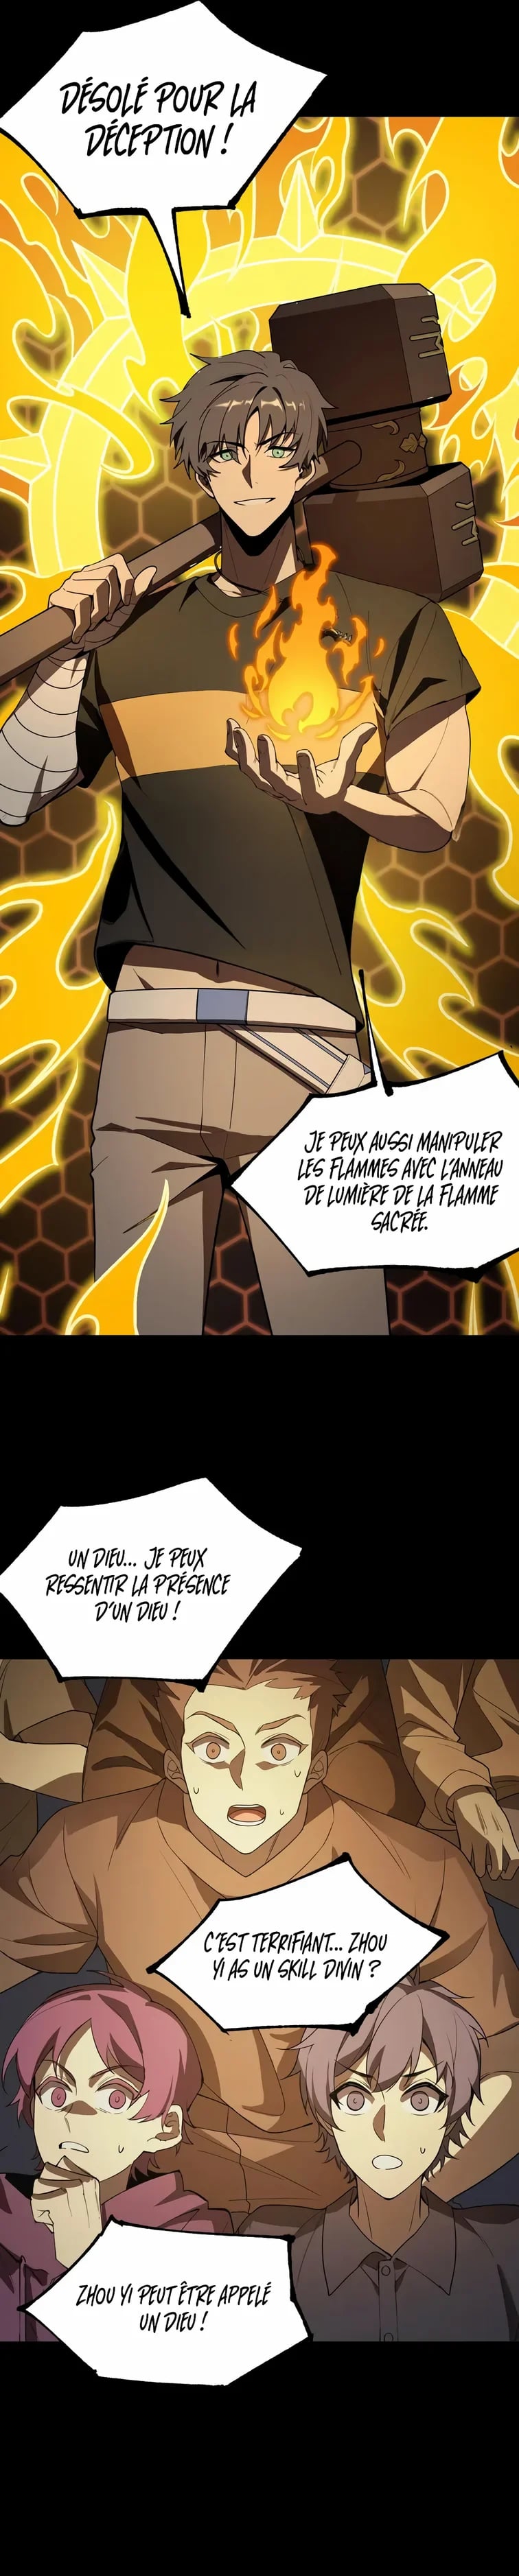 DÉSOLÉ POUR LA
DÉCEPTION !
JE PEUX AUSSI MANIPULER
LES FLAMMES AVEC L'ANNEAU
DE LUMIÈRE DE LA FLAMME
SACRÉE.
UN DIEU... JE PEUX
RESSENTIR LA PRÉSENCE
D'UN DIEU !
C'EST TERRIFIANT... ZHOU
YI AS UN SKILL DIVIN ?
ZHOU YI PEUT ÊTRE APPELÉ
UN DIEU !